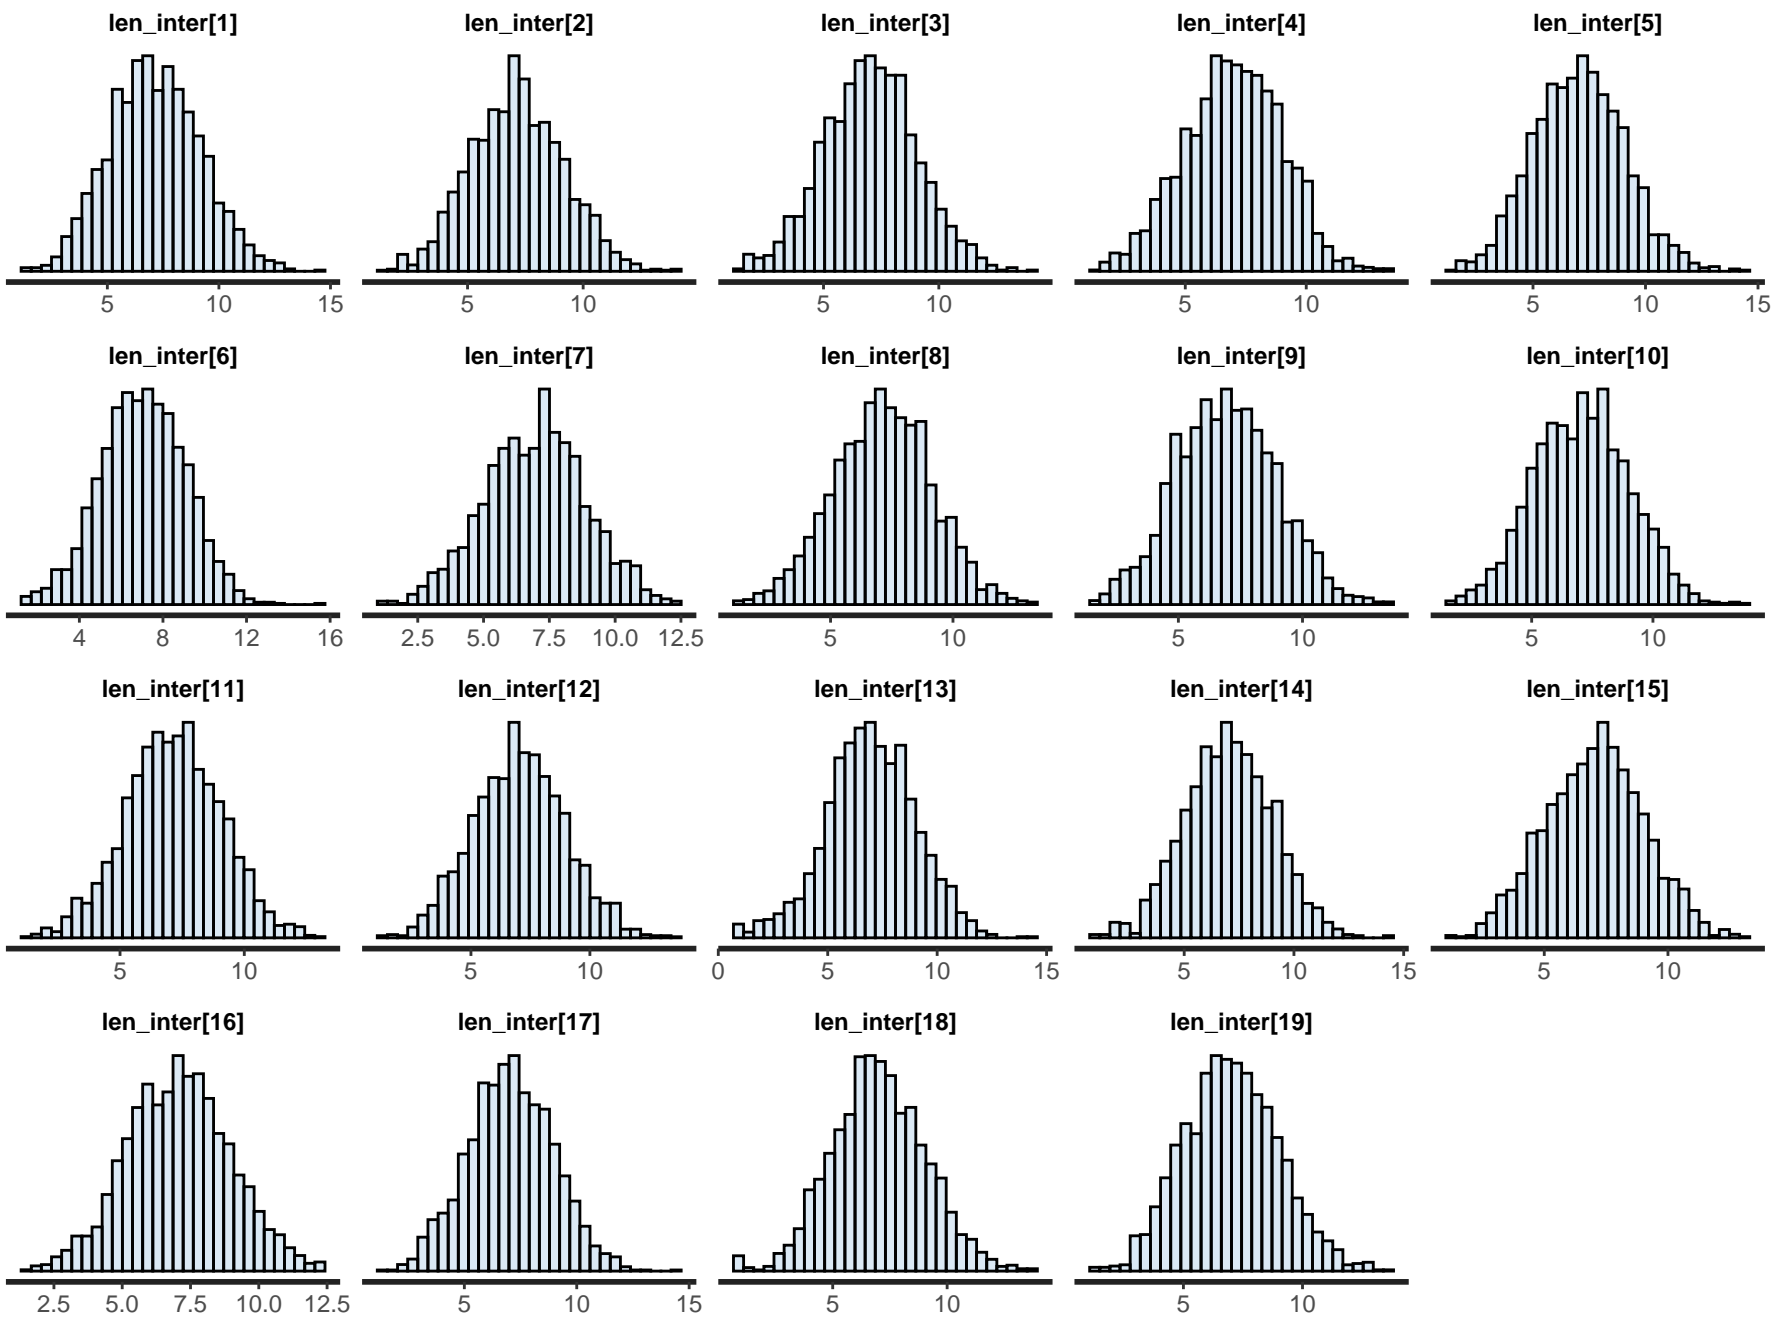 len_inter[1] len_inter[2] len_inter[3] len_inter[4] len_inter[5]
5 10 15 5 10 5 10 5 10 5 10 15
len_inter[6] len_inter[7] len_inter[8] len_inter[9] len_inter[10]
4 8 12 16 2.5 5.0 7.5 10.0 12.5 5 10 5 10 5 10
len_inter[11] len_inter[12] len_inter[13] len_inter[14] len_inter[15]
5 10 5 10 0 5 10 15 5 10 15 5 10
len_inter[16] len_inter[17] len_inter[18] len_inter[19]
2.5 5.0 7.5 10.0 12.5 5 10 15 5 10 5 10